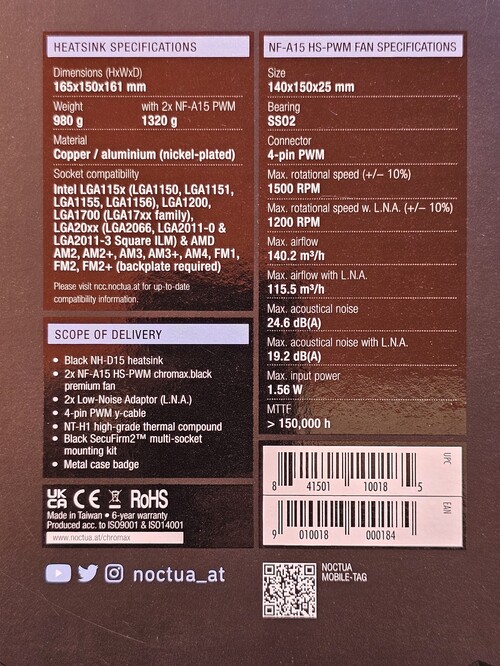 HEATSINK SPECIFICATIONS
Dimensions (HxWxD)
165x150x161 mm
Weight with 2x NF-A15 PWM
980 g 1320 g
Material
Copper / aluminium (nickel-plated)
Socket compatibility
Intel LGA115x (LGA1150, LGA1151,
LGA1155, LGA1156), LGA1200,
LGA1700 (LGA17xx family),
LGA20xx (LGA2066, LGA2011-0 &
LGA2011-3 Square ILM) & AMD
AM2, AM2+, AM3, AM3+, AM4, FM1,
FM2, FM2+ (backplate required)
Please visit ncc.noctua.at for up-to-date
compatibility information.
SCOPE OF DELIVERY
• Black NH-D15 heatsink
• 2x NF-A15 HS-PWM chromax.black
premium fan
• 2x Low-Noise Adaptor (L.N.A.)
• 4-pin PWM y-cable
• NT-H1 high-grade thermal compound
• Black SecuFirm2™ multi-socket
mounting kit
• Metal case badge
UK CA CE RoHS
Made in Taiwan • 6-year warranty
Produced acc. to ISO9001 & ISO14001
www.noctua.at/chromax
noctua_at
NF-A15 HS-PWM FAN SPECIFICATIONS
Size
140x150x25 mm
Bearing
SSO2
Connector
4-pin PWM
Max. rotational speed (+/– 10%)
1500 RPM
Max. rotational speed w. L.N.A. (+/– 10%)
1200 RPM
Max. airflow
140.2 m³/h
Max. airflow with L.N.A.
115.5 m³/h
Max. acoustical noise
24.6 dB(A)
Max. acoustical noise with L.N.A.
19.2 dB(A)
Max. input power
1.56 W
MTTF
> 150,000 h
UPC
8 41501 10018 5
EAN
9 010018 000184
NOCTUA
MOBILE-TAG